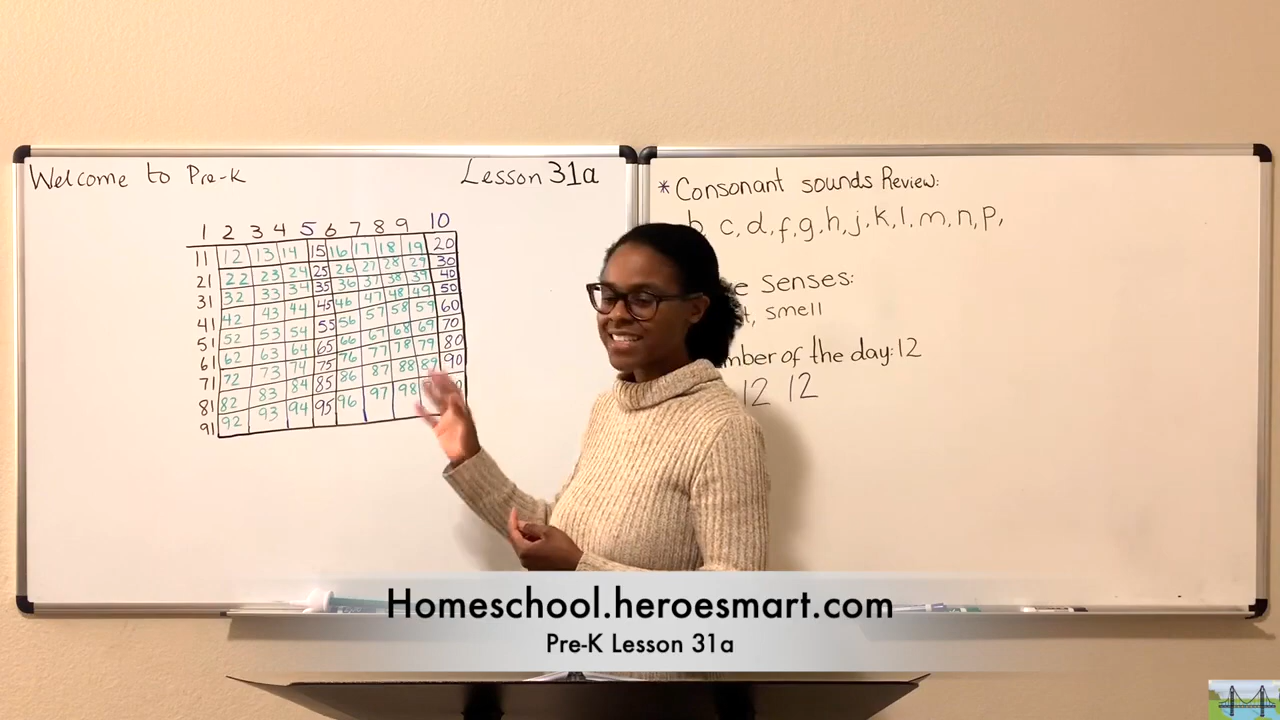 Welcome to Pre-K
Lesson 31a
1 2 3 4 5 6 7 8 9 10
11 12 13 14 15 16 17 18 19 20
21 22 23 24 25 26 27 28 29 30
31 32 33 34 35 36 37 38 39 40
41 42 43 44 45 46 47 48 49 50
51 52 53 54 55 56 57 58 59 60
61 62 63 64 65 66 67 68 69 70
71 72 73 74 75 76 77 78 79 80
81 82 83 84 85 86 87 88 89 90
91 92 93 94 95 96 97 98
* Consonant sounds Review:
b, c, d, f, g, h, j, k, l, m, n, p,
senses:
smell
of the day: 12
12 12
Homeschool.heroesmart.com
Pre-K Lesson 31a